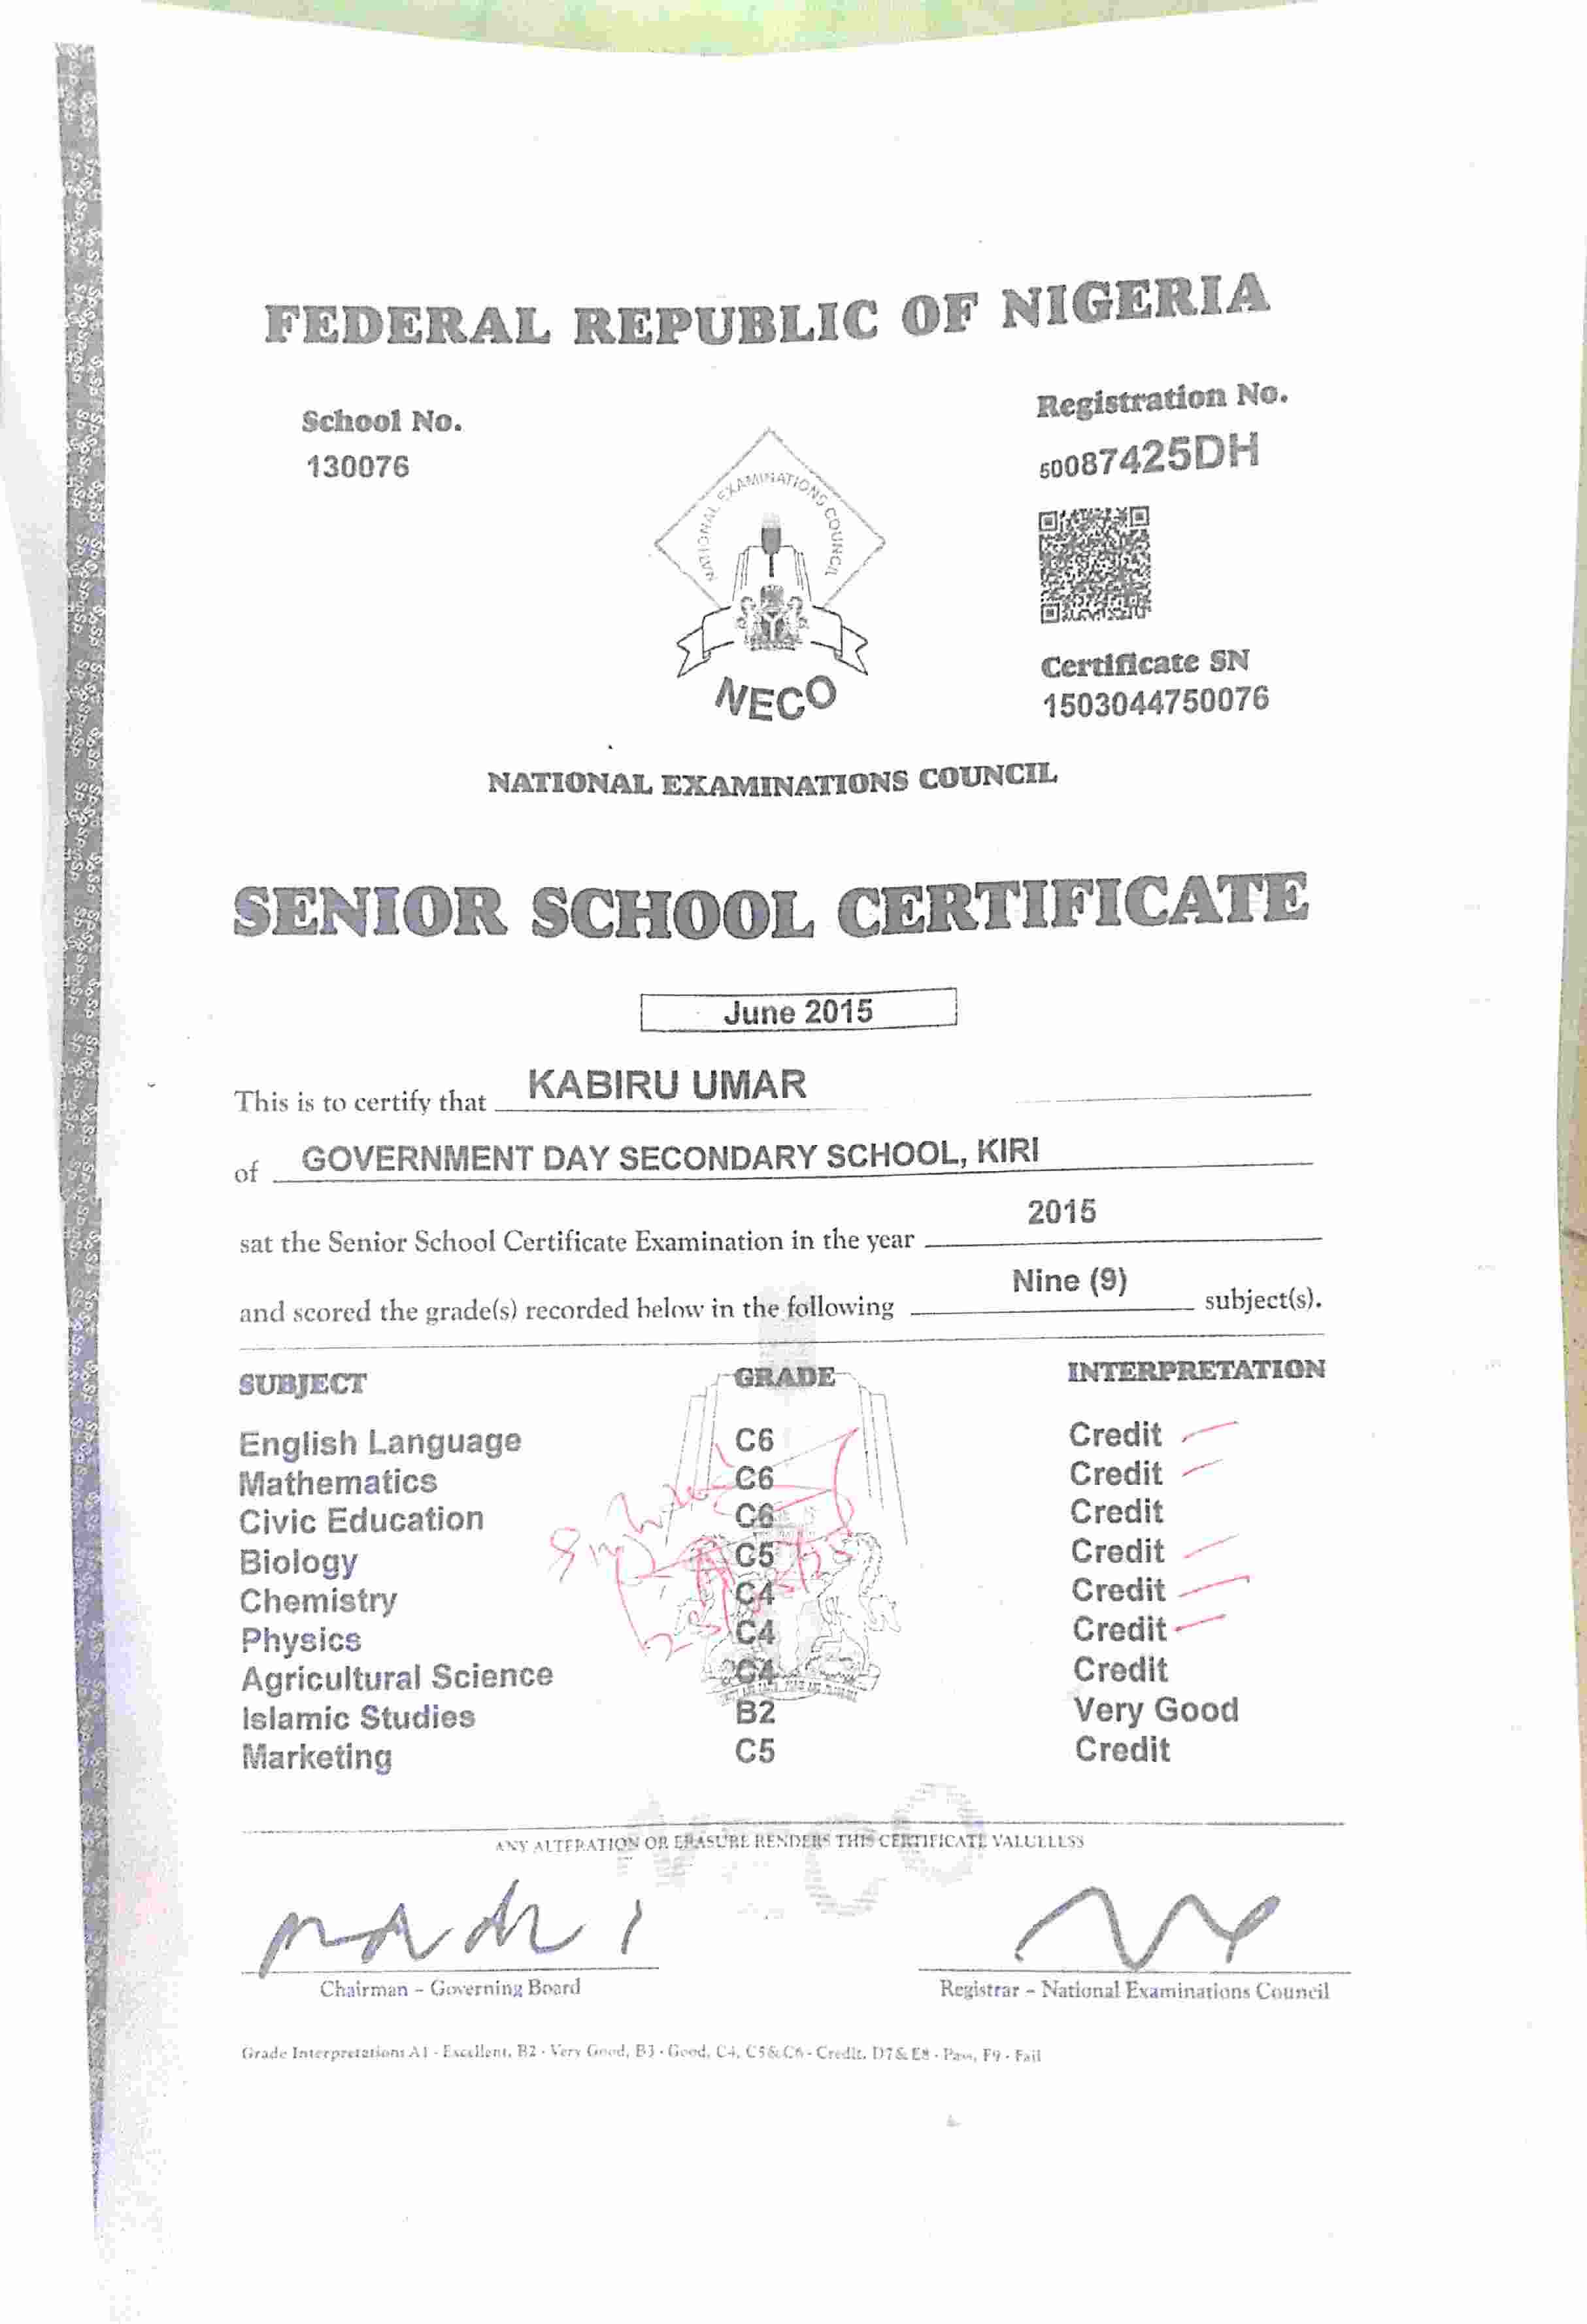 FEDERAL REPUBLIC OF NIGERIA
School No.
130076
Registration No.
50087425DH
NATIONAL EXAMINATIONS COUNCIL
NECO
Certificate SN
1503044750076
NATIONAL EXAMINATIONS COUNCIL
SENIOR SCHOOL CERTIFICATE
June 2015
This is to certify that KABIRU UMAR
of GOVERNMENT DAY SECONDARY SCHOOL, KIRI
sat the Senior School Certificate Examination in the year 2015
and scored the grade(s) recorded below in the following Nine (9) subject(s).
SUBJECT GRADE INTERPRETATION
English Language C6 Credit
Mathematics C6 Credit
Civic Education C6 Credit
Biology C5 Credit
Chemistry C4 Credit
Physics C4 Credit
Agricultural Science C4 Credit
Islamic Studies B2 Very Good
Marketing C5 Credit
NECO
ANY ALTERATION OR ERASURE RENDERS THIS CERTIFICATE VALUELESS
Chairman - Governing Board
Registrar - National Examinations Council
Grade Interpretation: A1 - Excellent, B2 - Very Good, B3 - Good, C4, C5 & C6 - Credit, D7 & E8 - Pass, F9 - Fail